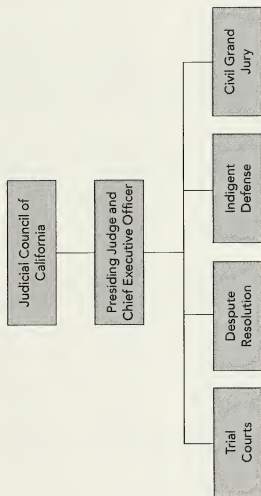 Judicial Council of
California
Presiding Judge and
Chief Executive Officer
Trial
Courts
Despute
Resolution
Indigent
Defense
Civil Grand
Jury